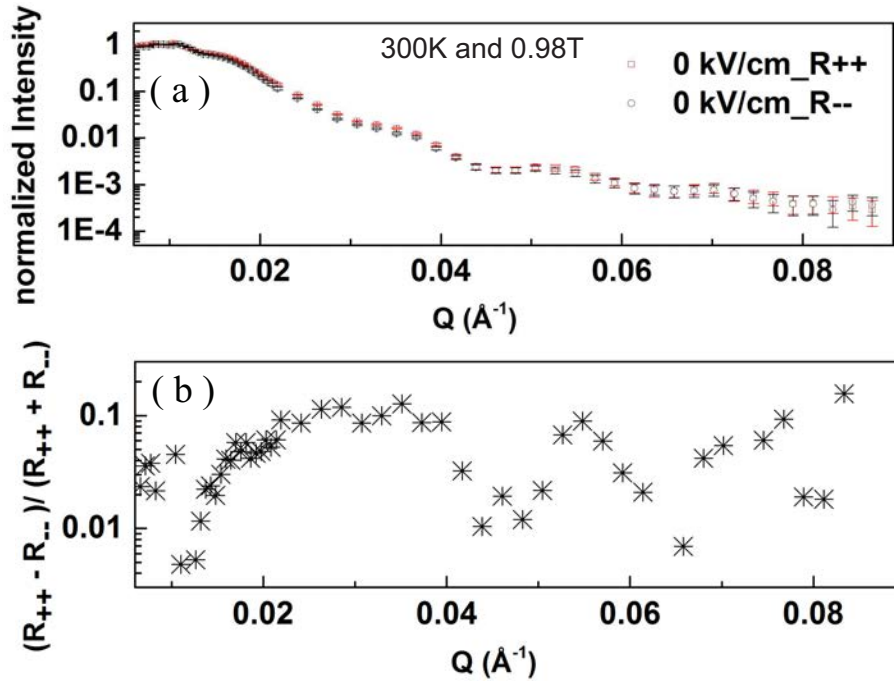 normalized Intensity
1
0.1
0.01
1E-3
1E-4
( a )
300K and 0.98T
0 kV/cm_R++
0 kV/cm_R--
0.02 0.04 0.06 0.08
Q (Å⁻¹)
(R++ - R-- )/ (R++ + R--)
( b )
0.1
0.01
0.02 0.04 0.06 0.08
Q (Å⁻¹)